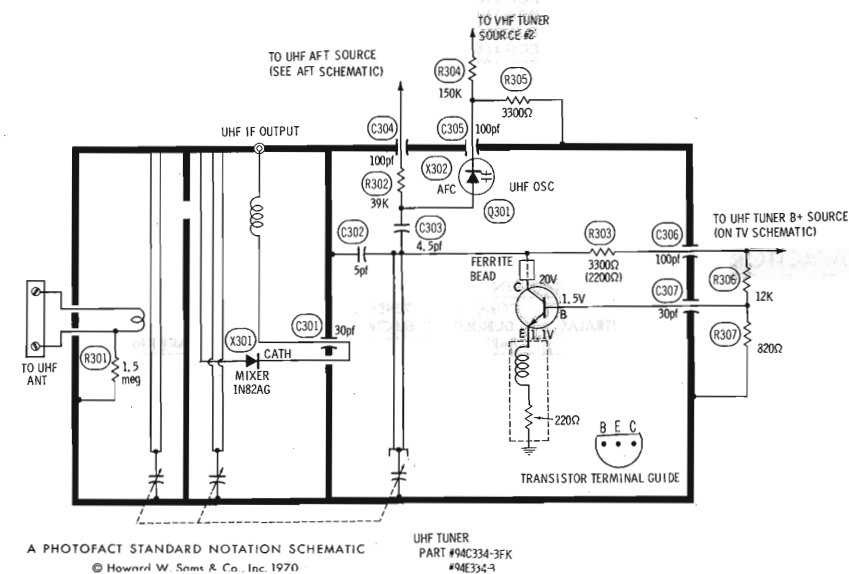 TO VHF TUNER
SOURCE #2
TO UHF AFT SOURCE
(SEE AFT SCHEMATIC)
R304
150K
R305
3300Ω
UHF IF OUTPUT
C304
100pf
C305
100pf
R302
39K
X302
AFC
UHF OSC
Q301
C303
4.5pf
C302
5pf
R303
3300Ω
(2200Ω)
C306
100pf
TO UHF TUNER B+ SOURCE
(ON TV SCHEMATIC)
FERRITE
BEAD
20V
C
1.5V
B
E
1.1V
C307
30pf
R306
12K
R307
820Ω
C301
30pf
X301
CATH
MIXER
1N82AG
R301
1.5
meg
TO UHF
ANT
220Ω
B E C
TRANSISTOR TERMINAL GUIDE
A PHOTOFACT STANDARD NOTATION SCHEMATIC
© Howard W. Sams & Co., Inc. 1970
UHF TUNER
PART #94C334-3FK
#94E334-3